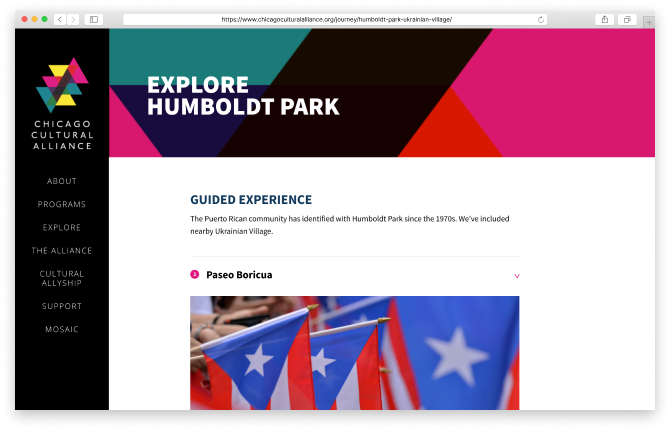 https://www.chicagoculturalalliance.org/journey/humboldt-park-ukrainian-village/
CHICAGO
CULTURAL
ALLIANCE
ABOUT
PROGRAMS
EXPLORE
THE ALLIANCE
CULTURAL
ALLYSHIP
SUPPORT
MOSAIC
EXPLORE
HUMBOLDT PARK
GUIDED EXPERIENCE
The Puerto Rican community has identified with Humboldt Park since the 1970s. We've included
nearby Ukrainian Village.
Paseo Boricua